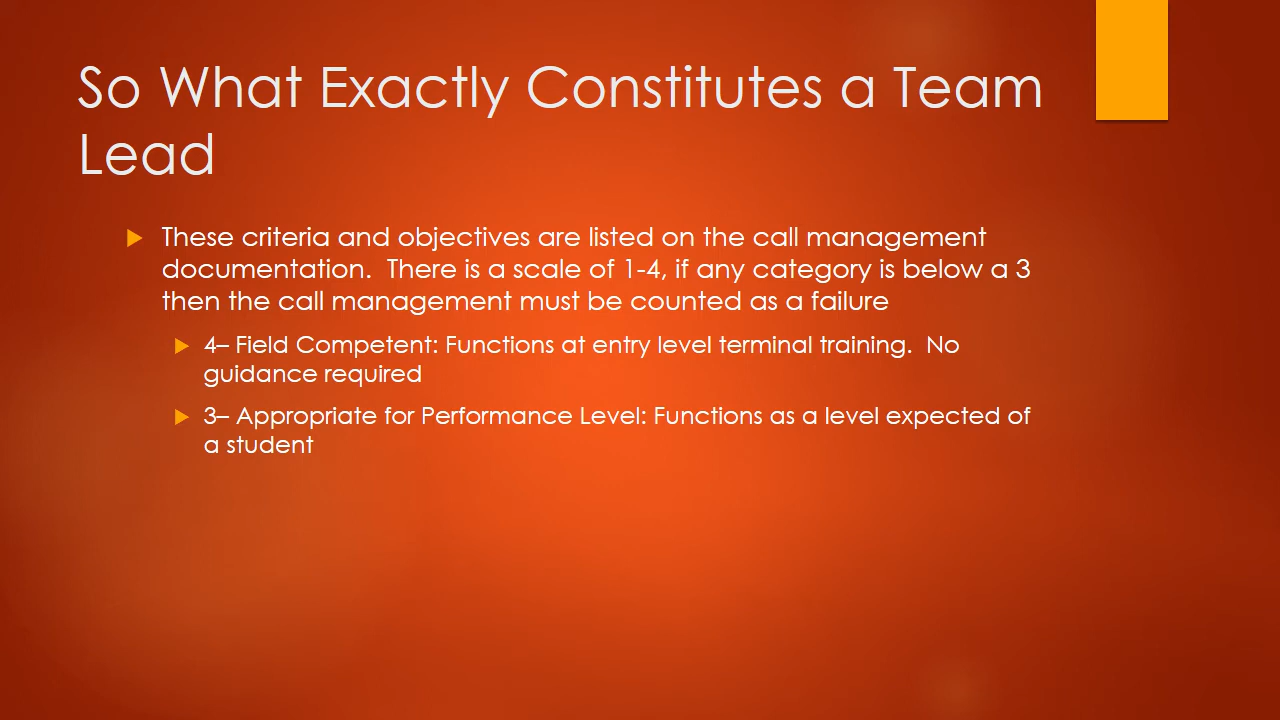 So What Exactly Constitutes a Team
Lead
These criteria and objectives are listed on the call management
documentation.  There is a scale of 1-4, if any category is below a 3
then the call management must be counted as a failure
4– Field Competent: Functions at entry level terminal training.  No
guidance required
3– Appropriate for Performance Level: Functions as a level expected of
a student